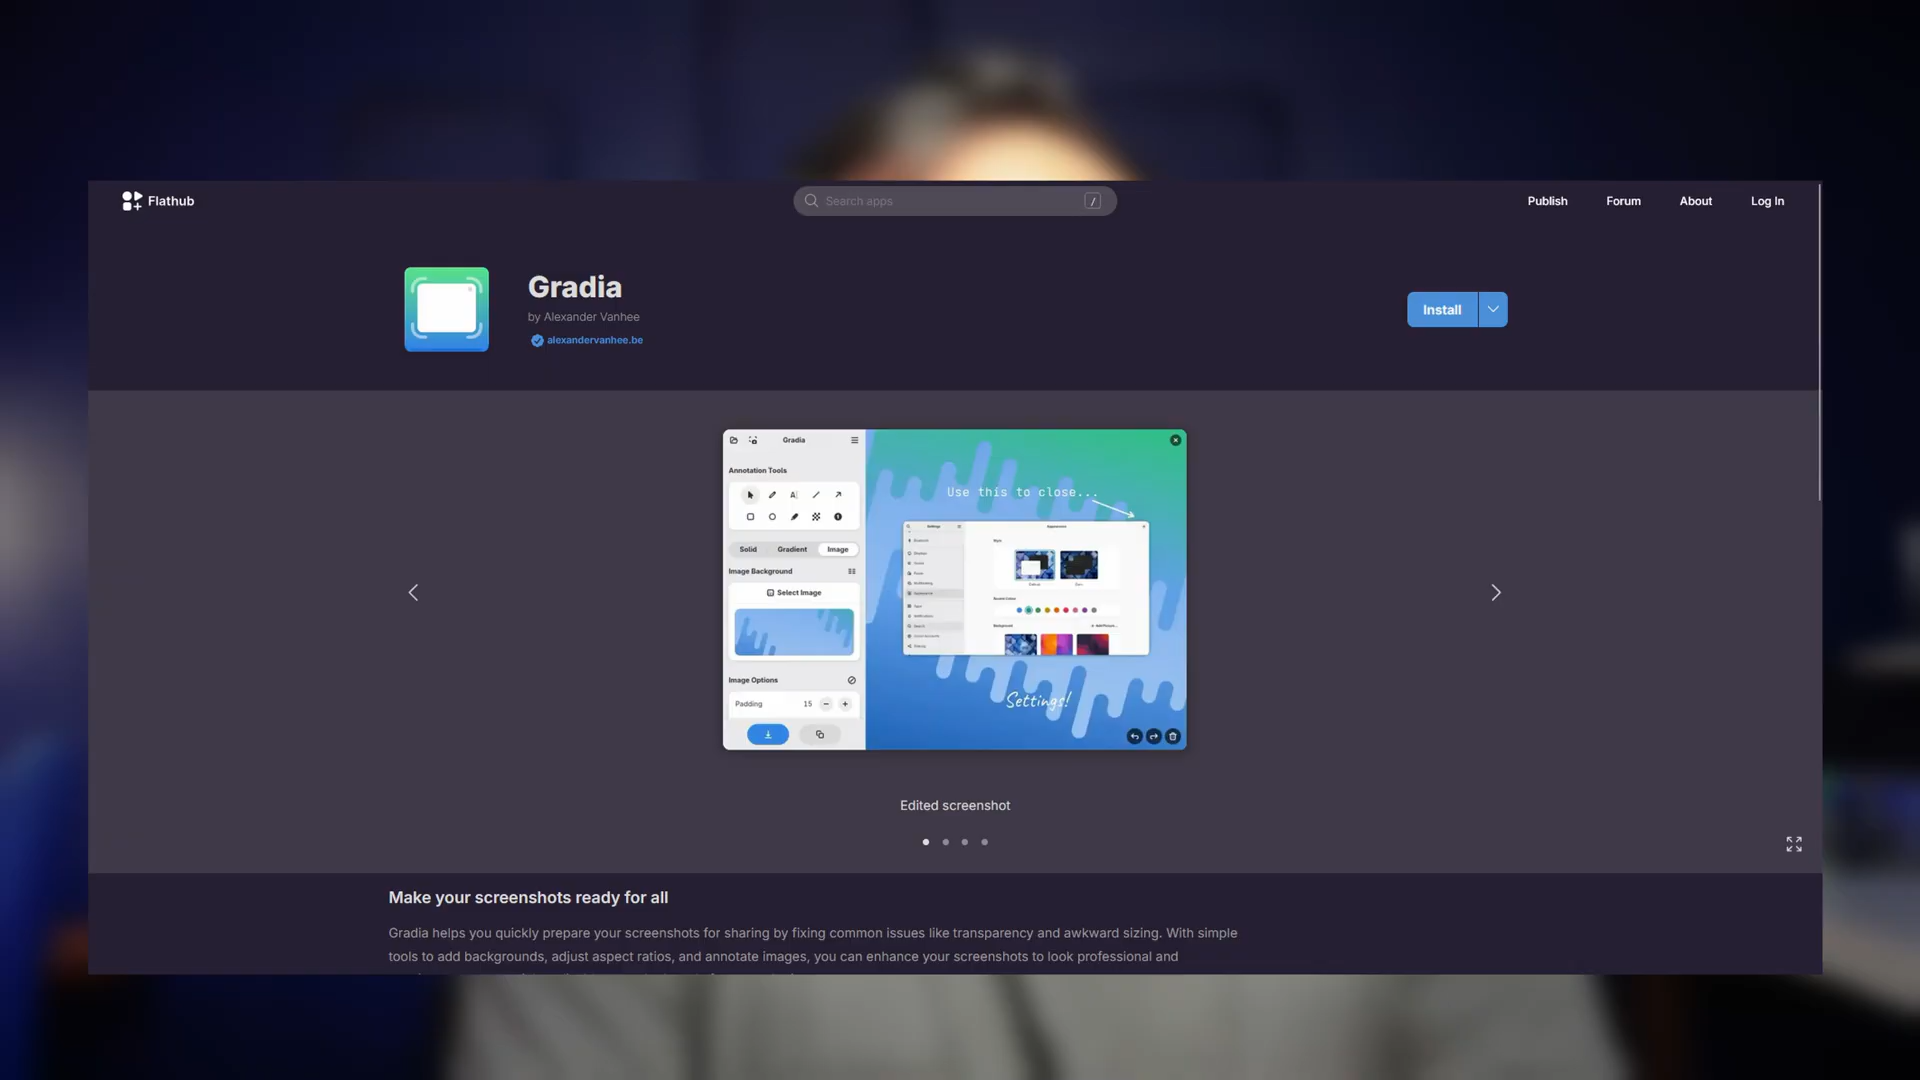 Flathub
Search apps /
Publish Forum About Log In
Gradia
by Alexander Vanhee
alexandervanhee.be
Install
Gradia
Annotation Tools
Solid Gradient Image
Image Background
Select Image
Image Options
Padding 15
Use this to close...
Settings
Appearance
Settings!
Edited screenshot
Make your screenshots ready for all
Gradia helps you quickly prepare your screenshots for sharing by fixing common issues like transparency and awkward sizing. With simple
tools to add backgrounds, adjust aspect ratios, and annotate images, you can enhance your screenshots to look professional and